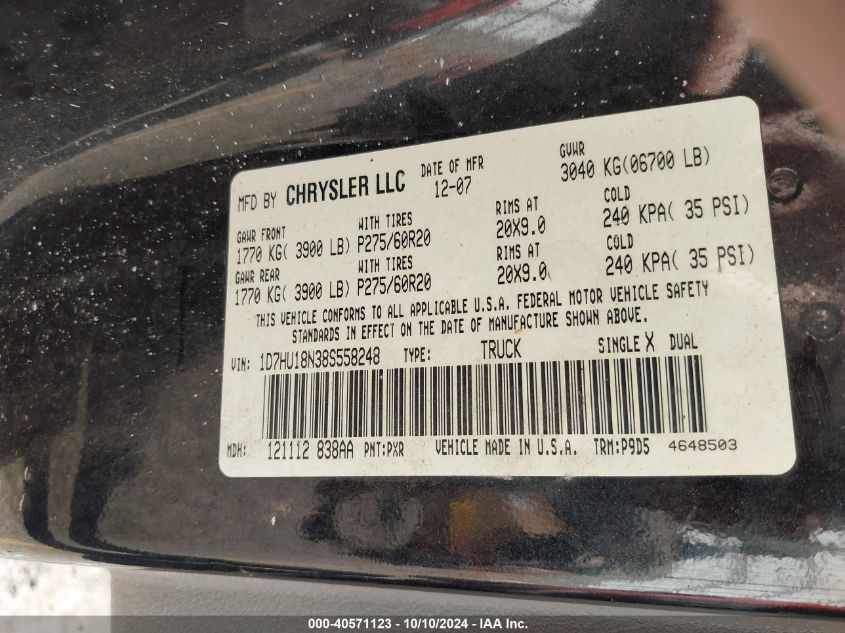 MFD BY CHRYSLER LLC DATE OF MFR 12-07 GVWR 3040 KG(06700 LB)
GAWR FRONT WITH TIRES RIMS AT COLD
1770 KG( 3900 LB) P275/60R20 20X9.0 240 KPA( 35 PSI)
GAWR REAR WITH TIRES RIMS AT COLD
1770 KG( 3900 LB) P275/60R20 20X9.0 240 KPA( 35 PSI)
THIS VEHICLE CONFORMS TO ALL APPLICABLE U.S.A. FEDERAL MOTOR VEHICLE SAFETY
STANDARDS IN EFFECT ON THE DATE OF MANUFACTURE SHOWN ABOVE.
VIN: 1D7HU18N38S558248 TYPE: TRUCK SINGLE X DUAL
MDH: 121112 838AA PNT:PXR VEHICLE MADE IN U.S.A. TRM:P9D5 4648503
000-40571123 - 10/10/2024 - IAA Inc.